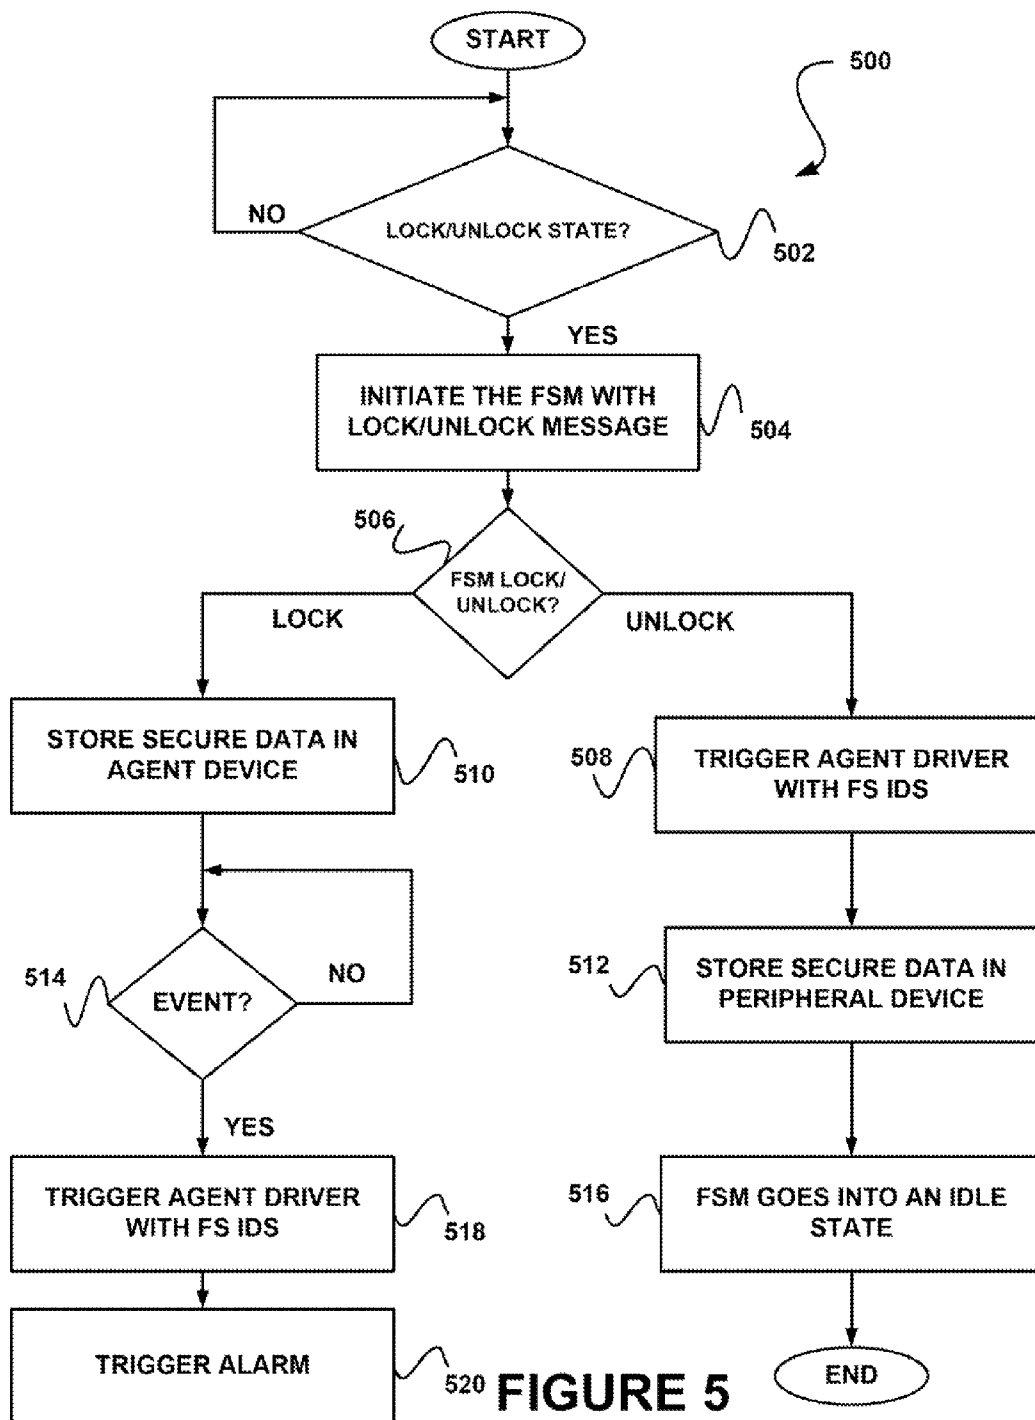 START
500
LOCK/UNLOCK STATE?
NO
502
YES
INITIATE THE FSM WITH
LOCK/UNLOCK MESSAGE
504
506
FSM LOCK/
UNLOCK?
LOCK
UNLOCK
STORE SECURE DATA IN
AGENT DEVICE
510
508
TRIGGER AGENT DRIVER
WITH FS IDS
514
EVENT?
NO
512
STORE SECURE DATA IN
PERIPHERAL DEVICE
YES
TRIGGER AGENT DRIVER
WITH FS IDS
518
516
FSM GOES INTO AN IDLE
STATE
TRIGGER ALARM
520
END
FIGURE 5